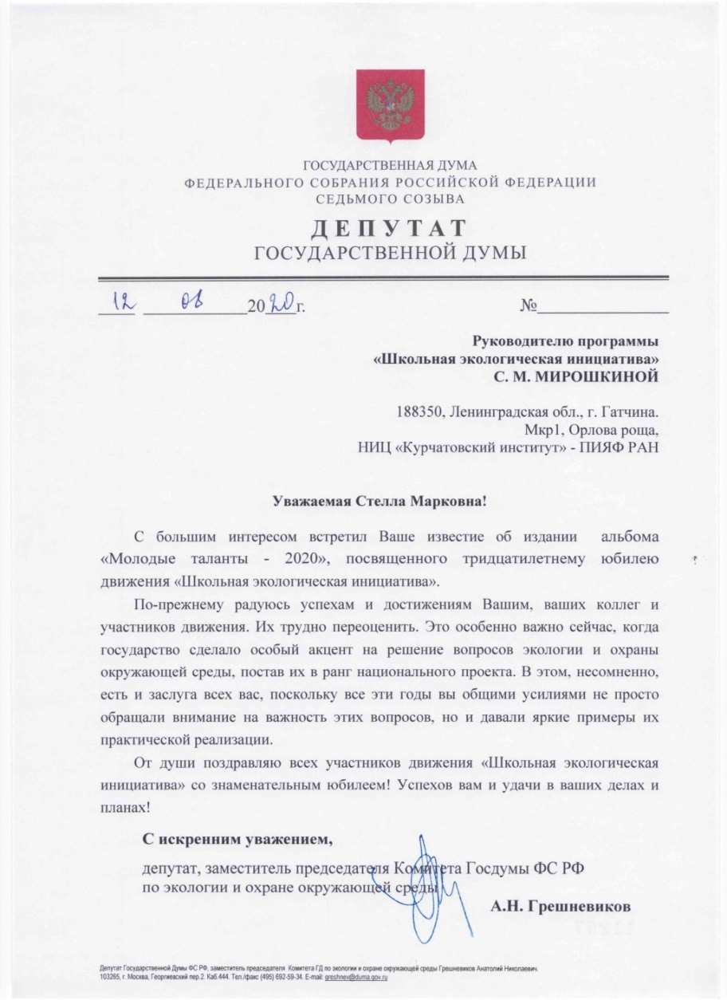 ГОСУДАРСТВЕННАЯ ДУМА
ФЕДЕРАЛЬНОГО СОБРАНИЯ РОССИЙСКОЙ ФЕДЕРАЦИИ
СЕДЬМОГО СОЗЫВА
ДЕПУТАТ
ГОСУДАРСТВЕННОЙ ДУМЫ
12 08 2020 г. №
Руководителю программы
«Школьная экологическая инициатива»
С. М. МИРОШКИНОЙ
188350, Ленинградская обл., г. Гатчина.
Мкр1, Орлова роща,
НИЦ «Курчатовский институт» - ПИЯФ РАН
Уважаемая Стелла Марковна!
С большим интересом встретил Ваше известие об издании альбома
«Молодые таланты - 2020», посвященного тридцатилетнему юбилею
движения «Школьная экологическая инициатива».
По-прежнему радуюсь успехам и достижениям Вашим, ваших коллег и
участников движения. Их трудно переоценить. Это особенно важно сейчас, когда
государство сделало особый акцент на решение вопросов экологии и охраны
окружающей среды, постав их в ранг национального проекта. В этом, несомненно,
есть и заслуга всех вас, поскольку все эти годы вы общими усилиями не просто
обращали внимание на важность этих вопросов, но и давали яркие примеры их
практической реализации.
От души поздравляю всех участников движения «Школьная экологическая
инициатива» со знаменательным юбилеем! Успехов вам и удачи в ваших делах и
планах!
С искренним уважением,
депутат, заместитель председателя Комитета Госдумы ФС РФ
по экологии и охране окружающей среды
А.Н. Грешневиков
Депутат Государственной Думы ФС РФ, заместитель председателя Комитета ГД по экологии и охране окружающей среды Грешневиков Анатолий Николаевич.
103265, г. Москва, Георгиевский пер.2. Каб.444. Тел./факс (495) 692-59-34. E-mail: greshnev@duma.gov.ru